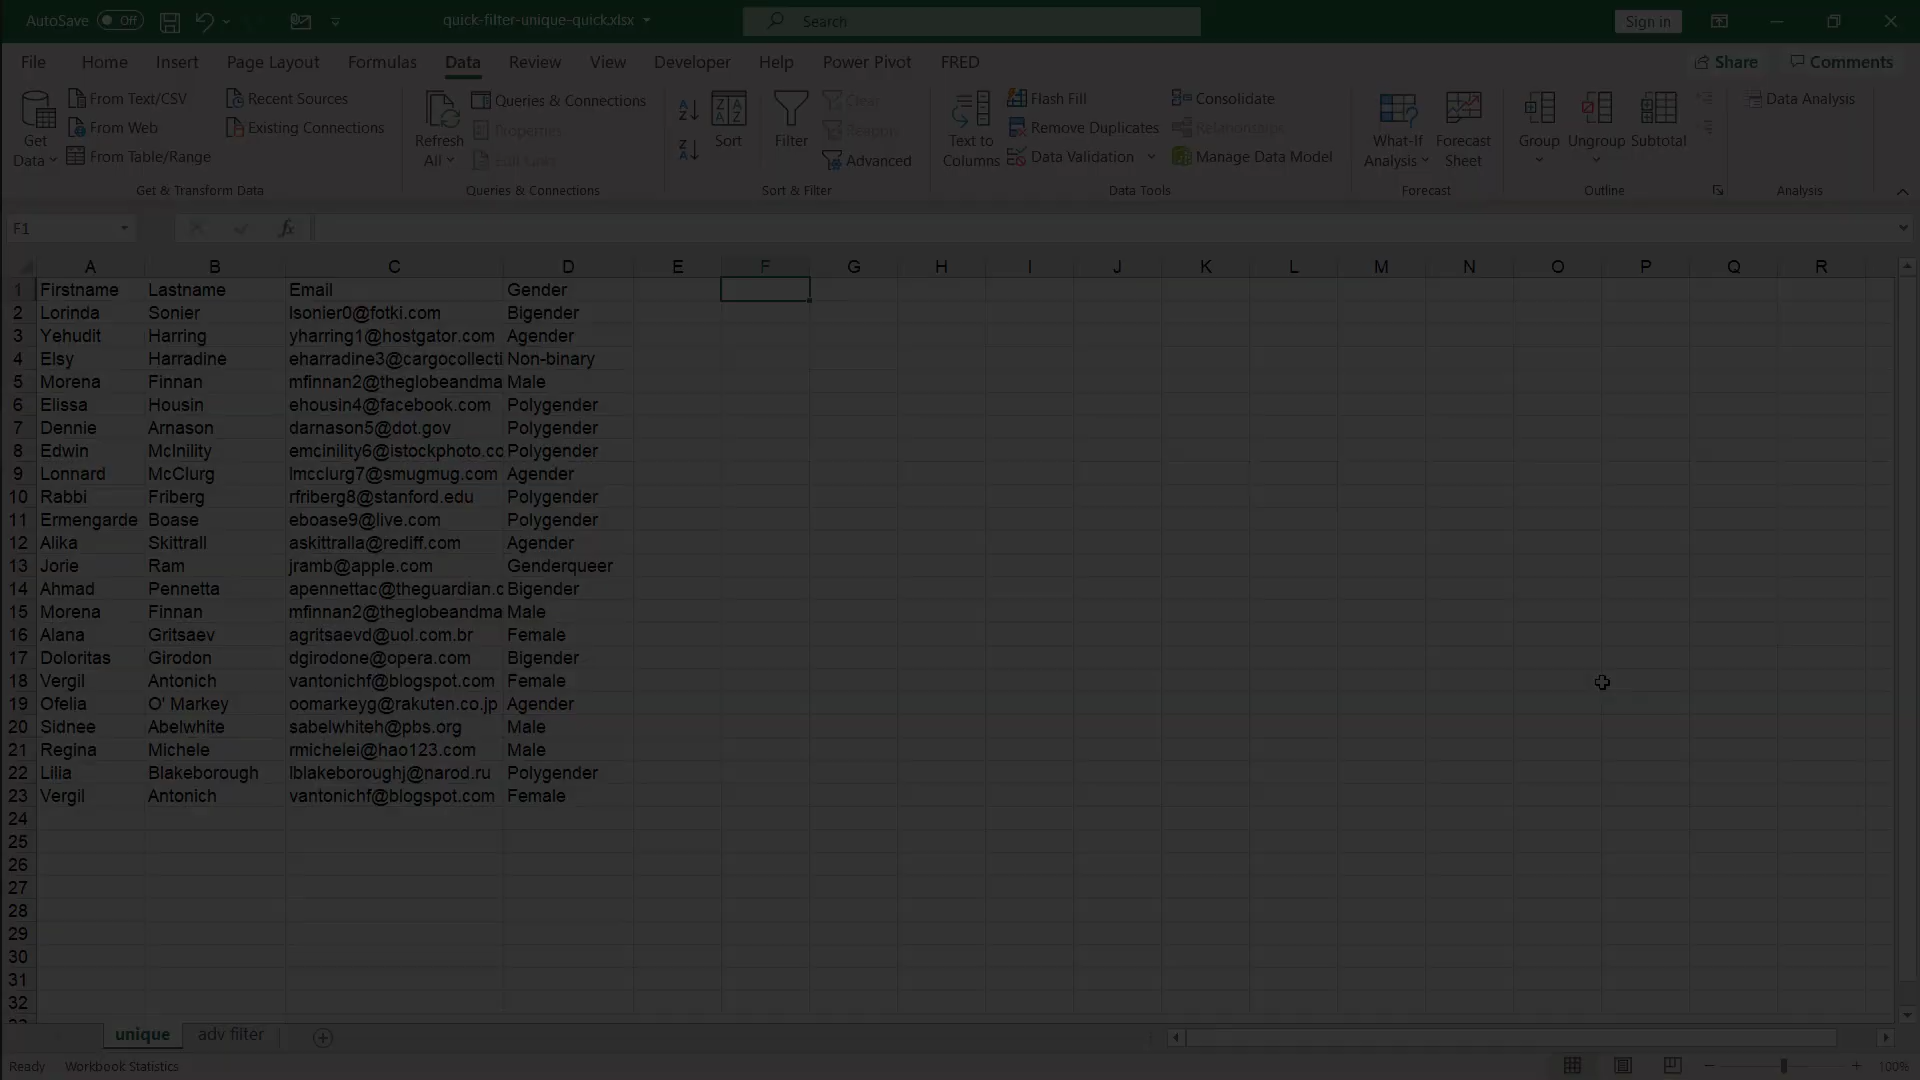 AutoSave Off quick-filter-unique-quick.xlsx Search Sign in
File Home Insert Page Layout Formulas Data Review View Developer Help Power Pivot FRED Share Comments
Get Data
From Text/CSV
From Web
From Table/Range
Recent Sources
Existing Connections
Get & Transform Data
Refresh All
Queries & Connections
Properties
Edit Links
Queries & Connections
Sort
Filter
Clear
Reapply
Advanced
Sort & Filter
Text to Columns
Flash Fill
Remove Duplicates
Data Validation
Consolidate
Relationships
Manage Data Model
Data Tools
What-If Analysis
Forecast Sheet
Forecast
Group
Ungroup
Subtotal
Outline
Data Analysis
Analysis
F1 fx
A B C D E F G H I J K L M N O P Q R
1 Firstname Lastname Email Gender
2 Lorinda Sonier lsonier0@fotki.com Bigender
3 Yehudit Harring yharring1@hostgator.com Agender
4 Elsy Harradine eharradine3@cargocollecti Non-binary
5 Morena Finnan mfinnan2@theglobeandma Male
6 Elissa Housin ehousin4@facebook.com Polygender
7 Dennie Arnason darnason5@dot.gov Polygender
8 Edwin McInility emcinility6@istockphoto.co Polygender
9 Lonnard McClurg lmcclurg7@smugmug.com Agender
10 Rabbi Friberg rfriberg8@stanford.edu Polygender
11 Ermengarde Boase eboase9@live.com Polygender
12 Alika Skittrall askittralla@rediff.com Agender
13 Jorie Ram jramb@apple.com Genderqueer
14 Ahmad Pennetta apennettac@theguardian.c Bigender
15 Morena Finnan mfinnan2@theglobeandma Male
16 Alana Gritsaev agritsaevd@uol.com.br Female
17 Doloritas Girodon dgirodone@opera.com Bigender
18 Vergil Antonich vantonichf@blogspot.com Female
19 Ofelia O' Markey oomarkeyg@rakuten.co.jp Agender
20 Sidnee Abelwhite sabelwhiteh@pbs.org Male
21 Regina Michele rmichelei@hao123.com Male
22 Lilia Blakeborough lblakeboroughj@narod.ru Polygender
23 Vergil Antonich vantonichf@blogspot.com Female
24
25
26
27
28
29
30
31
32
unique adv filter
Ready Workbook Statistics 100%